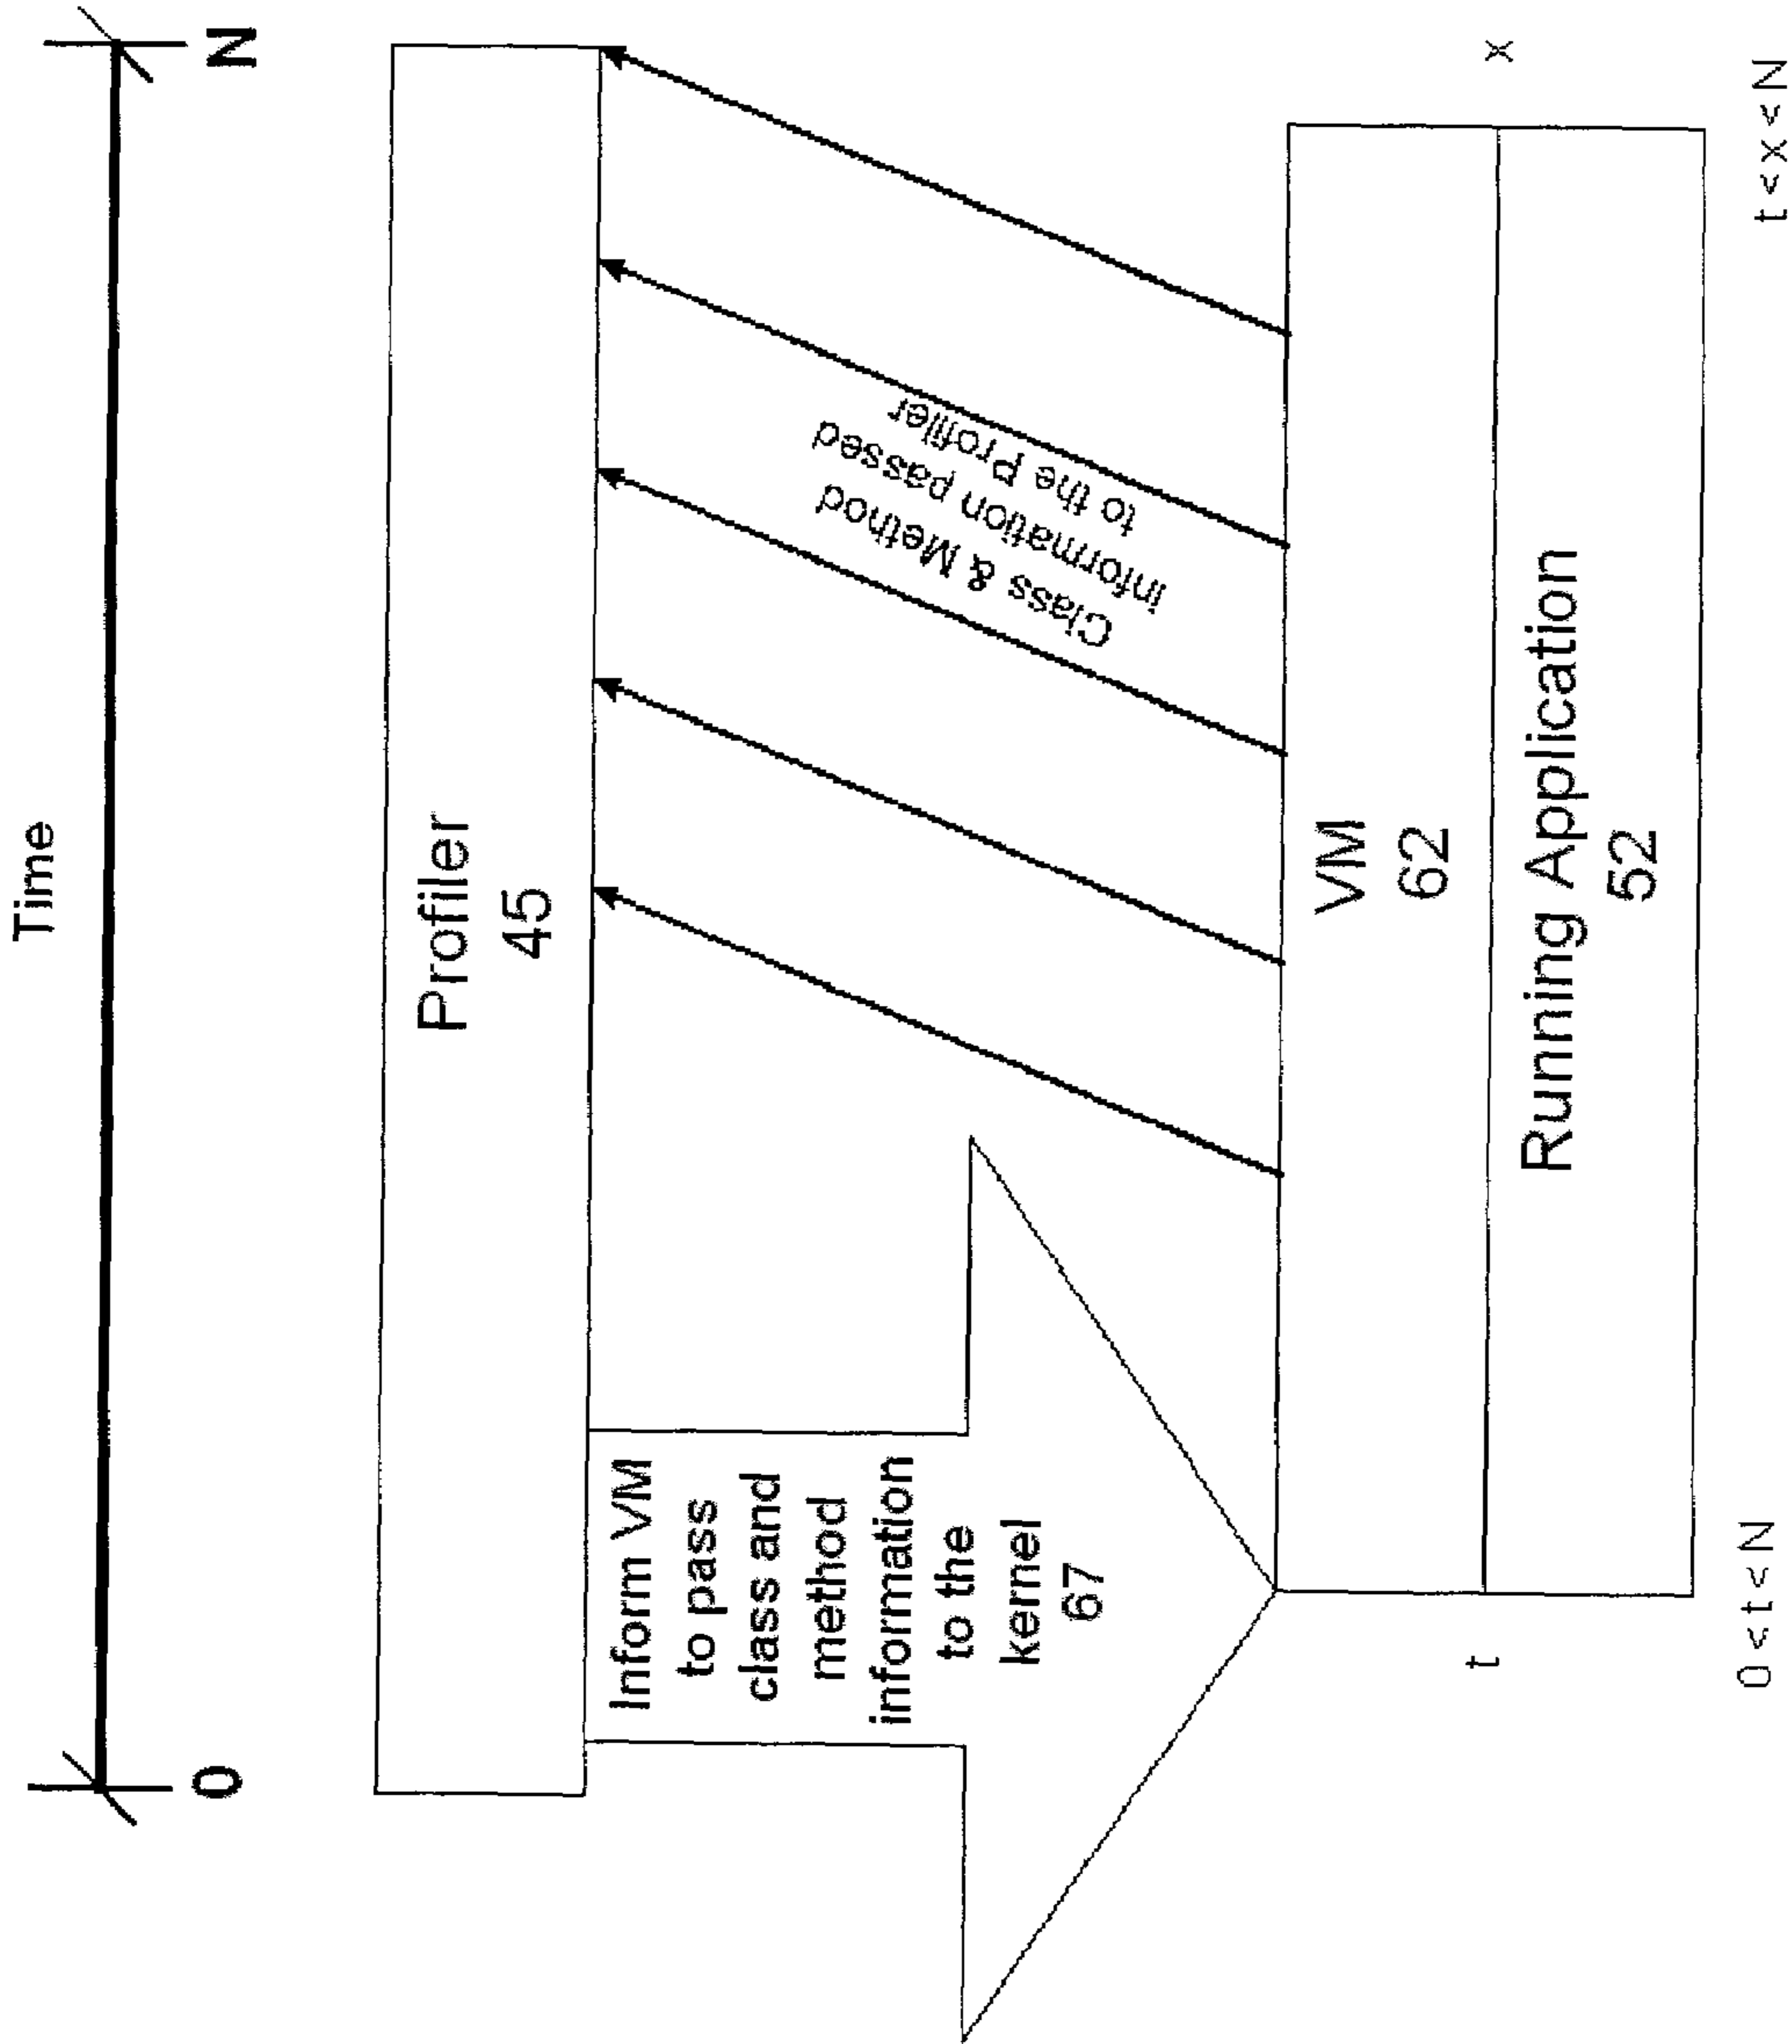 Time
0
N
Profiler
45
Inform VM
to pass
class and
method
information
to the
kernel
67
Class & Method
information passed
to the Profiler
VM
62
t
x
Running Application
52
0<t<N
t<x<N